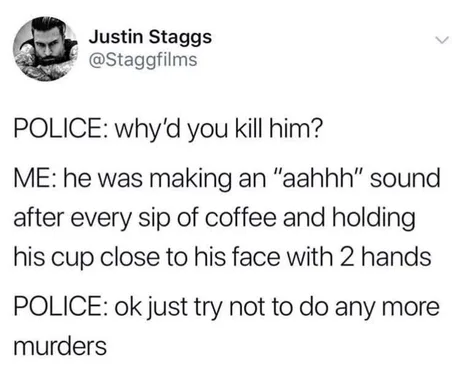 Justin Staggs
@Staggfilms
POLICE: why'd you kill him?
ME: he was making an "aahhh" sound
after every sip of coffee and holding
his cup close to his face with 2 hands
POLICE: ok just try not to do any more
murders